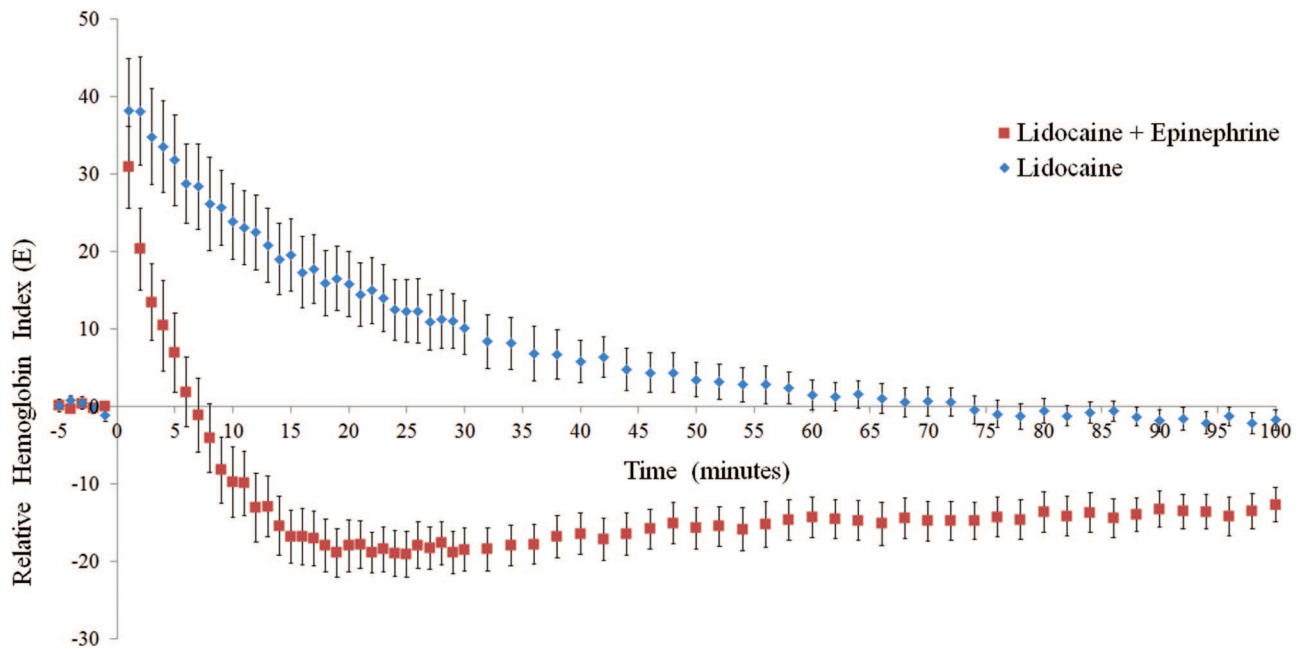 50
40
30
20
10
0
-10
-20
-30
Relative Hemoglobin Index (E)
-5 0 5 10 15 20 25 30 35 40 45 50 55 60 65 70 75 80 85 90 95 100
Time (minutes)
Lidocaine + Epinephrine
Lidocaine